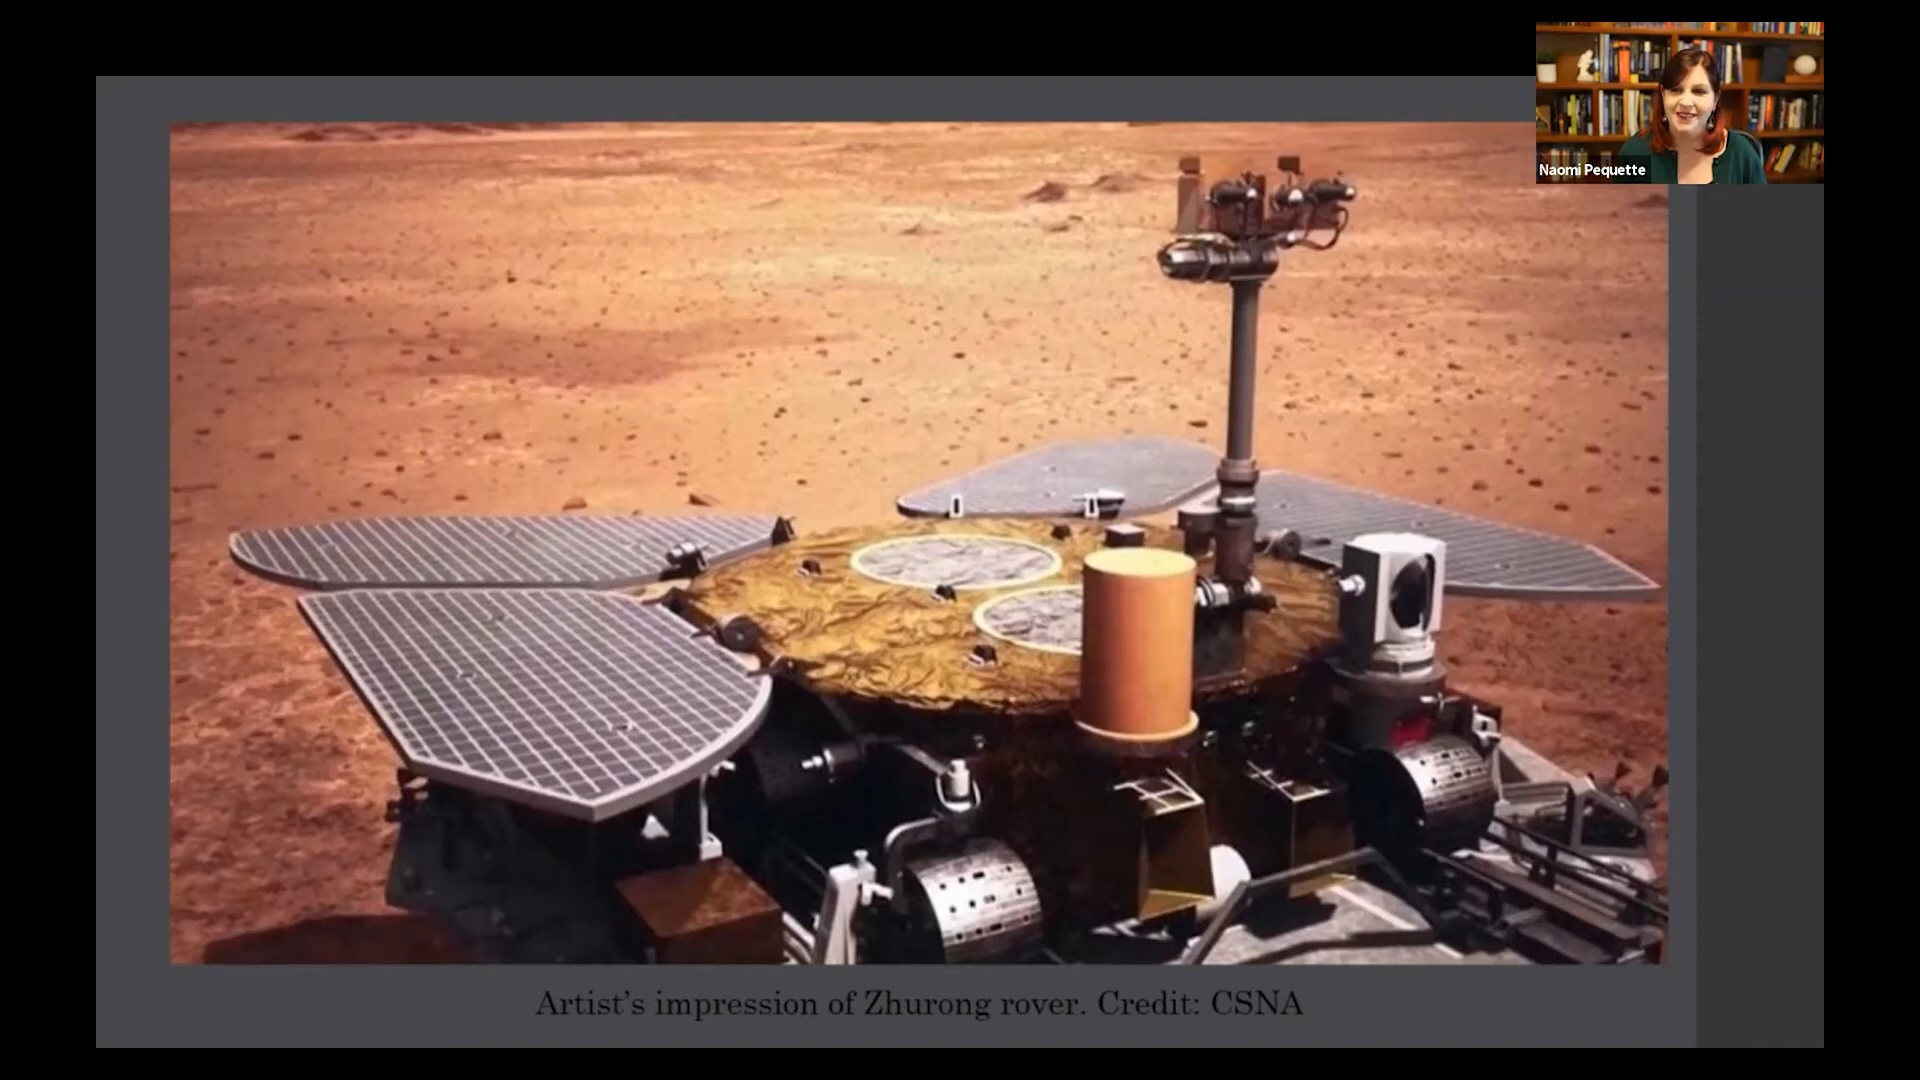 Naomi Pequette
Artist's impression of Zhurong rover. Credit: CSNA